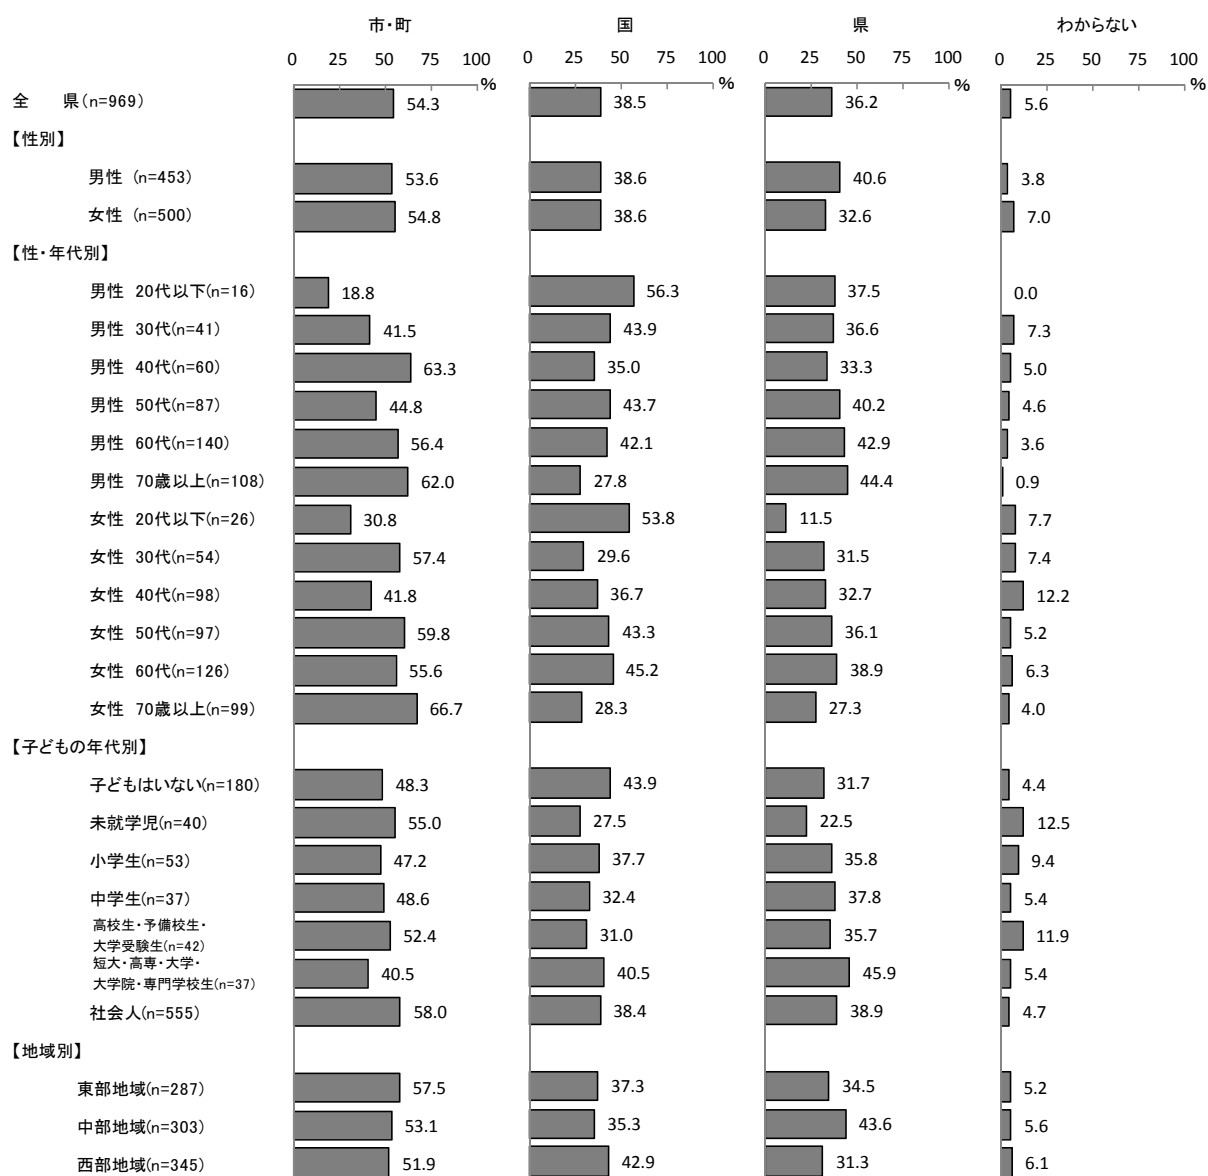 市・町 国 県 わからない
0 25 50 75 100 0 25 50 75 100 0 25 50 75 100 0 25 50 75 100
% % % %
全 県(n=969) 54.3 38.5 36.2 5.6
【性別】
男性 (n=453) 53.6 38.6 40.6 3.8
女性 (n=500) 54.8 38.6 32.6 7.0
【性・年代別】
男性 20代以下(n=16) 18.8 56.3 37.5 0.0
男性 30代(n=41) 41.5 43.9 36.6 7.3
男性 40代(n=60) 63.3 35.0 33.3 5.0
男性 50代(n=87) 44.8 43.7 40.2 4.6
男性 60代(n=140) 56.4 42.1 42.9 3.6
男性 70歳以上(n=108) 62.0 27.8 44.4 0.9
女性 20代以下(n=26) 30.8 53.8 11.5 7.7
女性 30代(n=54) 57.4 29.6 31.5 7.4
女性 40代(n=98) 41.8 36.7 32.7 12.2
女性 50代(n=97) 59.8 43.3 36.1 5.2
女性 60代(n=126) 55.6 45.2 38.9 6.3
女性 70歳以上(n=99) 66.7 28.3 27.3 4.0
【子どもの年代別】
子どもはいない(n=180) 48.3 43.9 31.7 4.4
未就学児(n=40) 55.0 27.5 22.5 12.5
小学生(n=53) 47.2 37.7 35.8 9.4
中学生(n=37) 48.6 32.4 37.8 5.4
高校生・予備校生・
大学受験生(n=42) 52.4 31.0 35.7 11.9
短大・高専・大学・
大学院・専門学校生(n=37) 40.5 40.5 45.9 5.4
社会人(n=555) 58.0 38.4 38.9 4.7
【地域別】
東部地域(n=287) 57.5 37.3 34.5 5.2
中部地域(n=303) 53.1 35.3 43.6 5.6
西部地域(n=345) 51.9 42.9 31.3 6.1